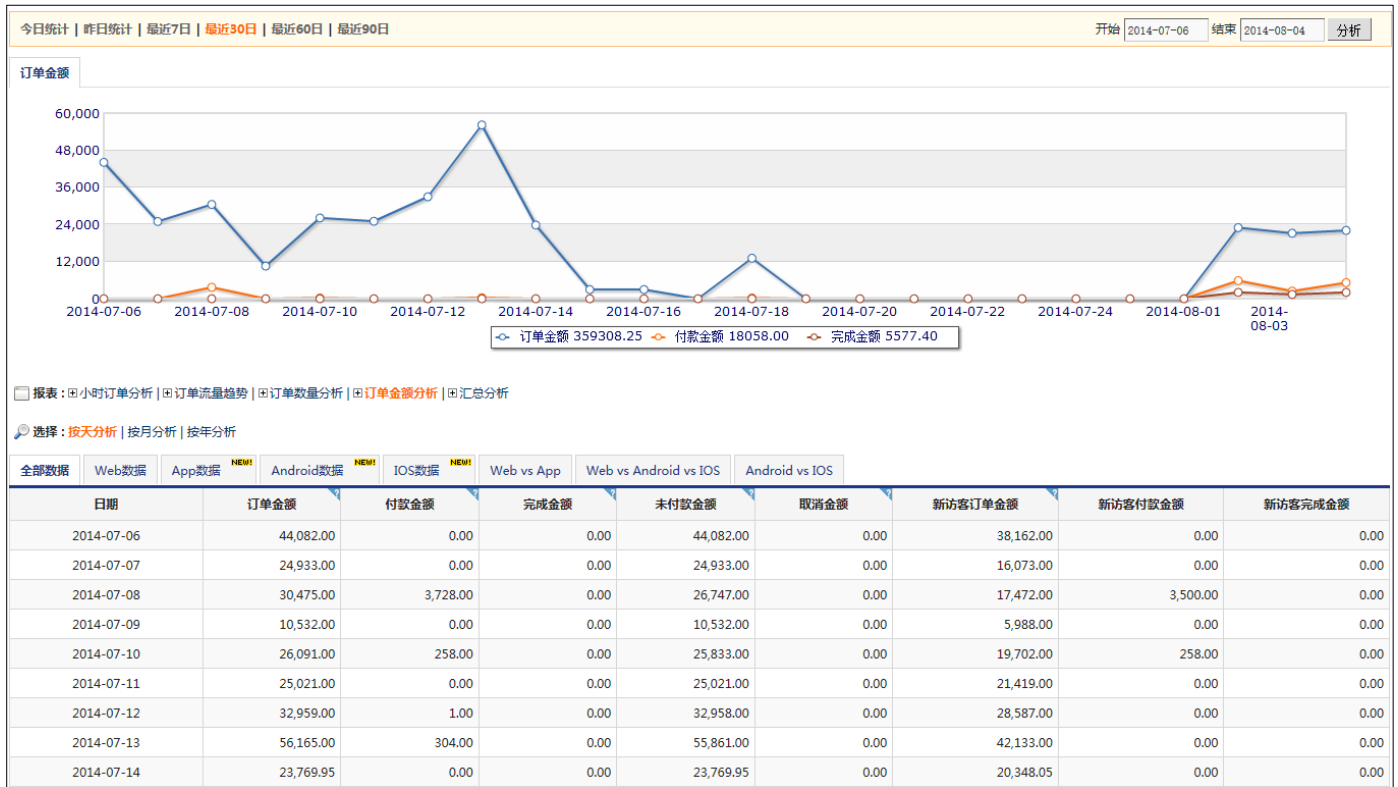 今日统计 | 昨日统计 | 最近7日 | 最近30日 | 最近60日 | 最近90日 开始 2014-07-06 结束 2014-08-04 分析
订单金额
60,000
48,000
36,000
24,000
12,000
0
2014-07-06 2014-07-08 2014-07-10 2014-07-12 2014-07-14 2014-07-16 2014-07-18 2014-07-20 2014-07-22 2014-07-24 2014-08-01 2014-08-03
订单金额 359308.25 付款金额 18058.00 完成金额 5577.40
报表 : 小时订单分析 | 订单流量趋势 | 订单数量分析 | 订单金额分析 | 汇总分析
选择 : 按天分析 | 按月分析 | 按年分析
全部数据 Web数据 App数据 NEW! Android数据 NEW! IOS数据 NEW! Web vs App Web vs Android vs IOS Android vs IOS
日期 订单金额 ? 付款金额 ? 完成金额 ? 未付款金额 ? 取消金额 ? 新访客订单金额 ? 新访客付款金额 新访客完成金额
2014-07-06 44,082.00 0.00 0.00 44,082.00 0.00 38,162.00 0.00 0.00
2014-07-07 24,933.00 0.00 0.00 24,933.00 0.00 16,073.00 0.00 0.00
2014-07-08 30,475.00 3,728.00 0.00 26,747.00 0.00 17,472.00 3,500.00 0.00
2014-07-09 10,532.00 0.00 0.00 10,532.00 0.00 5,988.00 0.00 0.00
2014-07-10 26,091.00 258.00 0.00 25,833.00 0.00 19,702.00 258.00 0.00
2014-07-11 25,021.00 0.00 0.00 25,021.00 0.00 21,419.00 0.00 0.00
2014-07-12 32,959.00 1.00 0.00 32,958.00 0.00 28,587.00 0.00 0.00
2014-07-13 56,165.00 304.00 0.00 55,861.00 0.00 42,133.00 0.00 0.00
2014-07-14 23,769.95 0.00 0.00 23,769.95 0.00 20,348.05 0.00 0.00